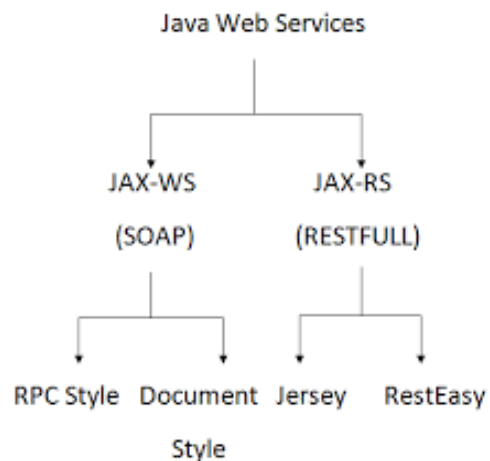 Java Web Services
JAX-WS JAX-RS
(SOAP) (RESTFULL)
RPC Style Document Jersey RestEasy
Style